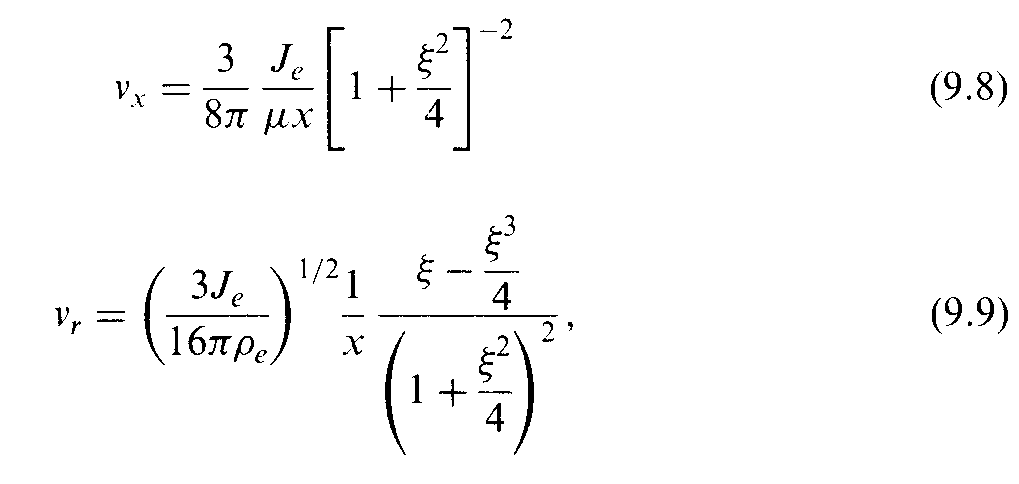 $v_x = \frac{3}{8\pi} \frac{J_e}{\mu x} \left[ 1 + \frac{\xi^2}{4} \right]^{-2}$ (9.8)
$v_r = \left( \frac{3J_e}{16\pi\rho_e} \right)^{1/2} \frac{1}{x} \frac{\xi - \frac{\xi^3}{4}}{\left( 1 + \frac{\xi^2}{4} \right)^2},$ (9.9)